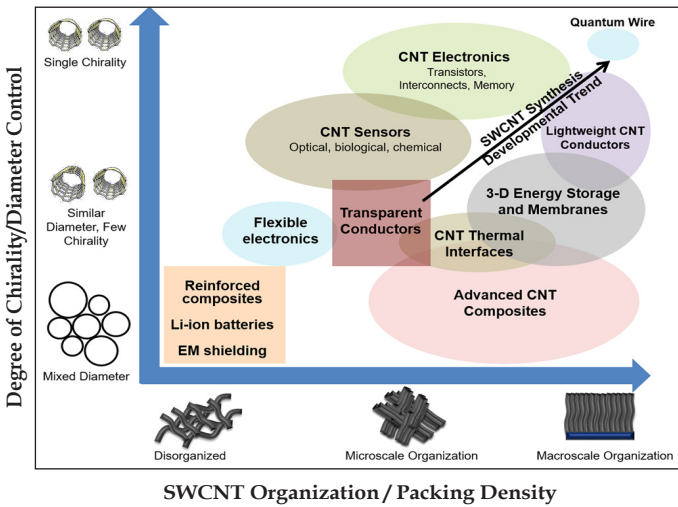 Quantum Wire
Single Chirality
CNT Electronics
Transistors,
Interconnects, Memory
SWCNT Synthesis
Developmental Trend
CNT Sensors
Optical, biological, chemical
Lightweight CNT
Conductors
Degree of Chirality/Diameter Control
Similar
Diameter, Few
Chirality
Flexible
electronics
Transparent
Conductors
3-D Energy Storage
and Membranes
CNT Thermal
Interfaces
Reinforced
composites
Li-ion batteries
EM shielding
Advanced CNT
Composites
Mixed Diameter
Disorganized
Microscale Organization
Macroscale Organization
SWCNT Organization / Packing Density